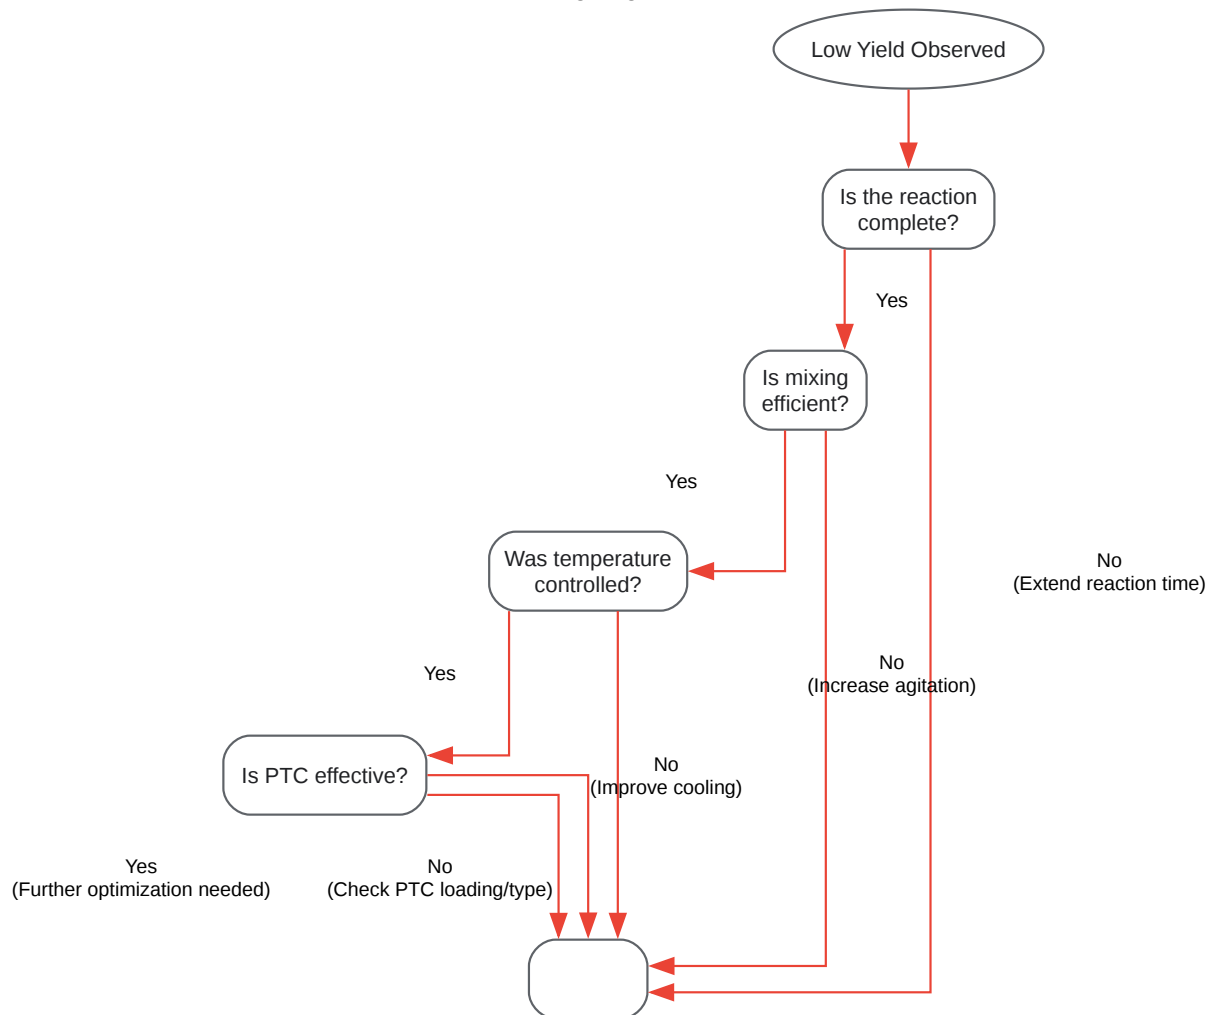 Low Yield Observed
Is the reaction
complete?
Yes
Is mixing
efficient?
Yes
Was temperature
controlled?
No
(Extend reaction time)
No
(Increase agitation)
Yes
Is PTC effective?
No
(Improve cooling)
Yes
(Further optimization needed)
No
(Check PTC loading/type)